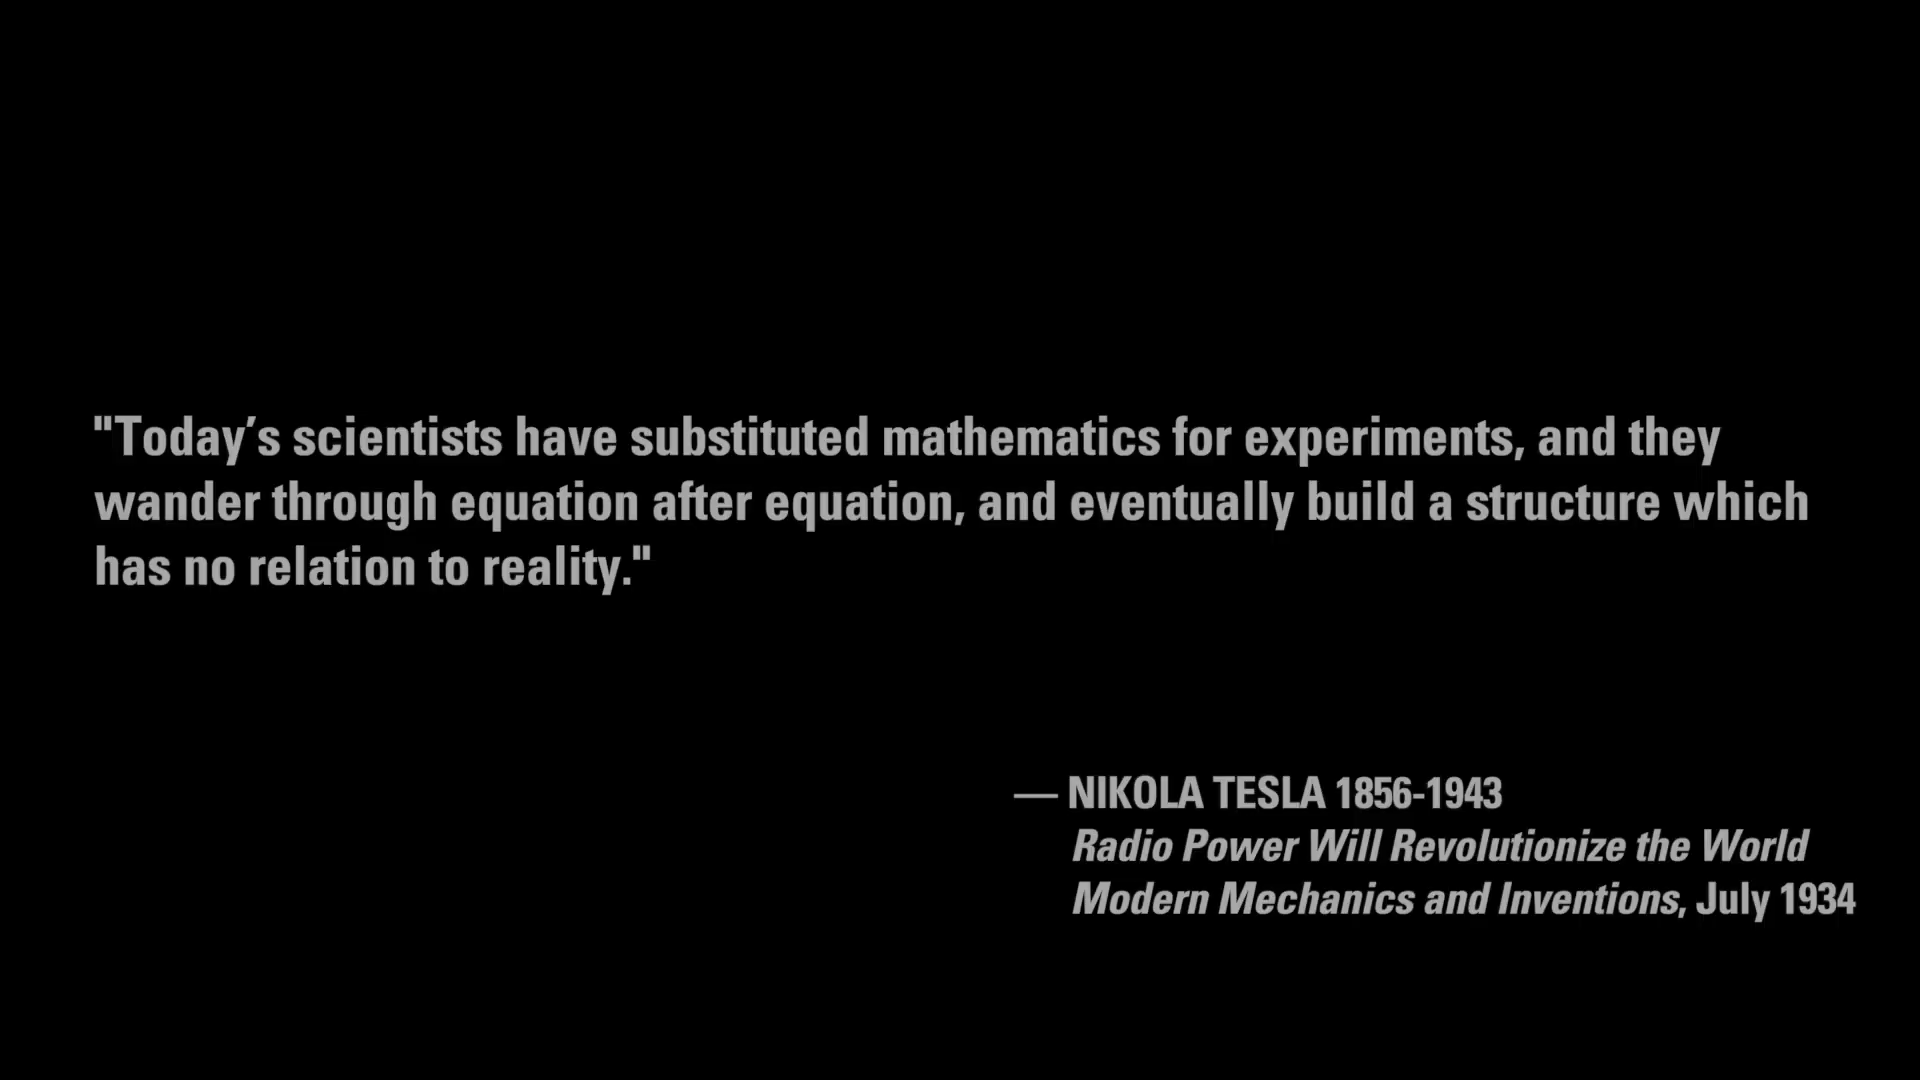 "Today’s scientists have substituted mathematics for experiments, and they
wander through equation after equation, and eventually build a structure which
has no relation to reality."
— NIKOLA TESLA 1856-1943
Radio Power Will Revolutionize the World
Modern Mechanics and Inventions, July 1934